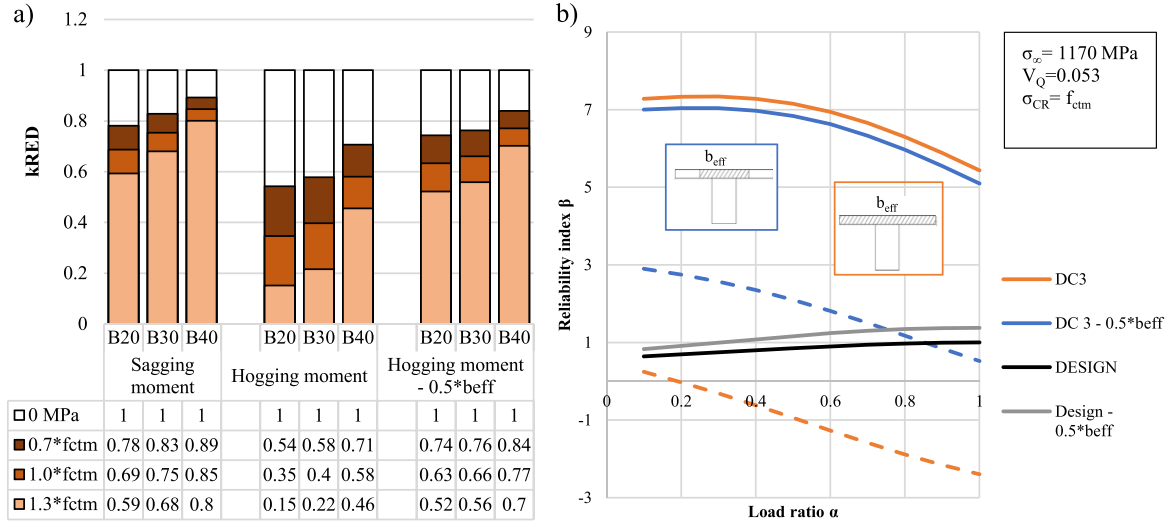 a)
1.2
1
0.8
0.6
0.4
0.2
0
kRED
B20 B30 B40 B20 B30 B40 B20 B30 B40
Sagging moment
Hogging moment
Hogging moment - 0.5*beff
0 MPa 1 1 1 1 1 1 1 1 1
0.7*fctm 0.78 0.83 0.89 0.54 0.58 0.71 0.74 0.76 0.84
1.0*fctm 0.69 0.75 0.85 0.35 0.4 0.58 0.63 0.66 0.77
1.3*fctm 0.59 0.68 0.8 0.15 0.22 0.46 0.52 0.56 0.7
b)
9
7
5
3
1
-1
-3
Reliability index β
0 0.2 0.4 0.6 0.8 1
Load ratio α
beff
beff
σ∞= 1170 MPa
VQ=0.053
σCR= fctm
DC3
DC 3 - 0.5*beff
DESIGN
Design -
0.5*beff